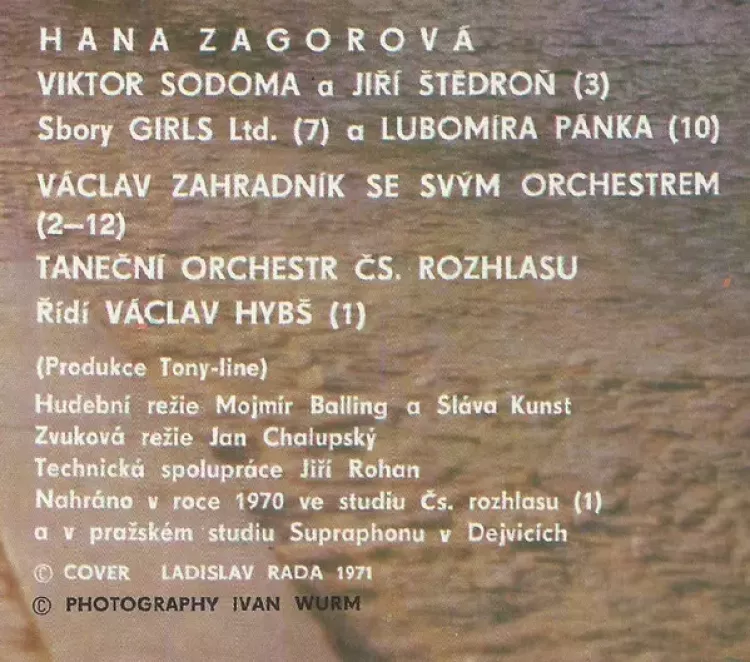 HANA ZAGOROVÁ
VIKTOR SODOMA a JIŘÍ ŠTĚDROŇ (3)
Sbory GIRLS Ltd. (7) a LUBOMÍRA PÁNKA (10)
VÁCLAV ZAHRADNÍK SE SVÝM ORCHESTREM
(2–12)
TANEČNÍ ORCHESTR ČS. ROZHLASU
Řídí VÁCLAV HYBŠ (1)
(Produkce Tony-line)
Hudební režie Mojmír Balling a Sláva Kunst
Zvuková režie Jan Chalupský
Technická spolupráce Jiří Rohan
Nahráno v roce 1970 ve studiu Čs. rozhlasu (1)
a v pražském studiu Supraphonu v Dejvicích
© COVER LADISLAV RADA 1971
© PHOTOGRAPHY IVAN WURM